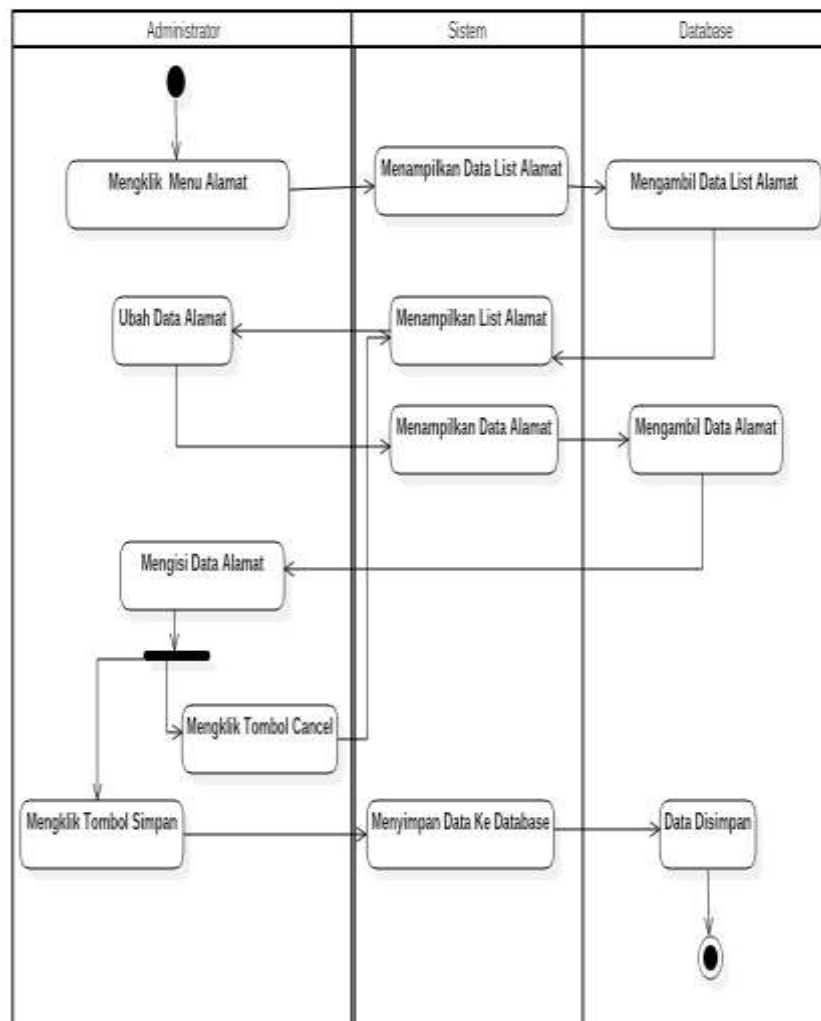 Administrator
Sistem
Database
Mengklik Menu Alamat
Menampilkan Data List Alamat
Mengambil Data List Alamat
Ubah Data Alamat
Menampilkan List Alamat
Menampilkan Data Alamat
Mengambil Data Alamat
Mengisi Data Alamat
Mengklik Tombol Cancel
Mengklik Tombol Simpan
Menyimpan Data Ke Database
Data Disimpan